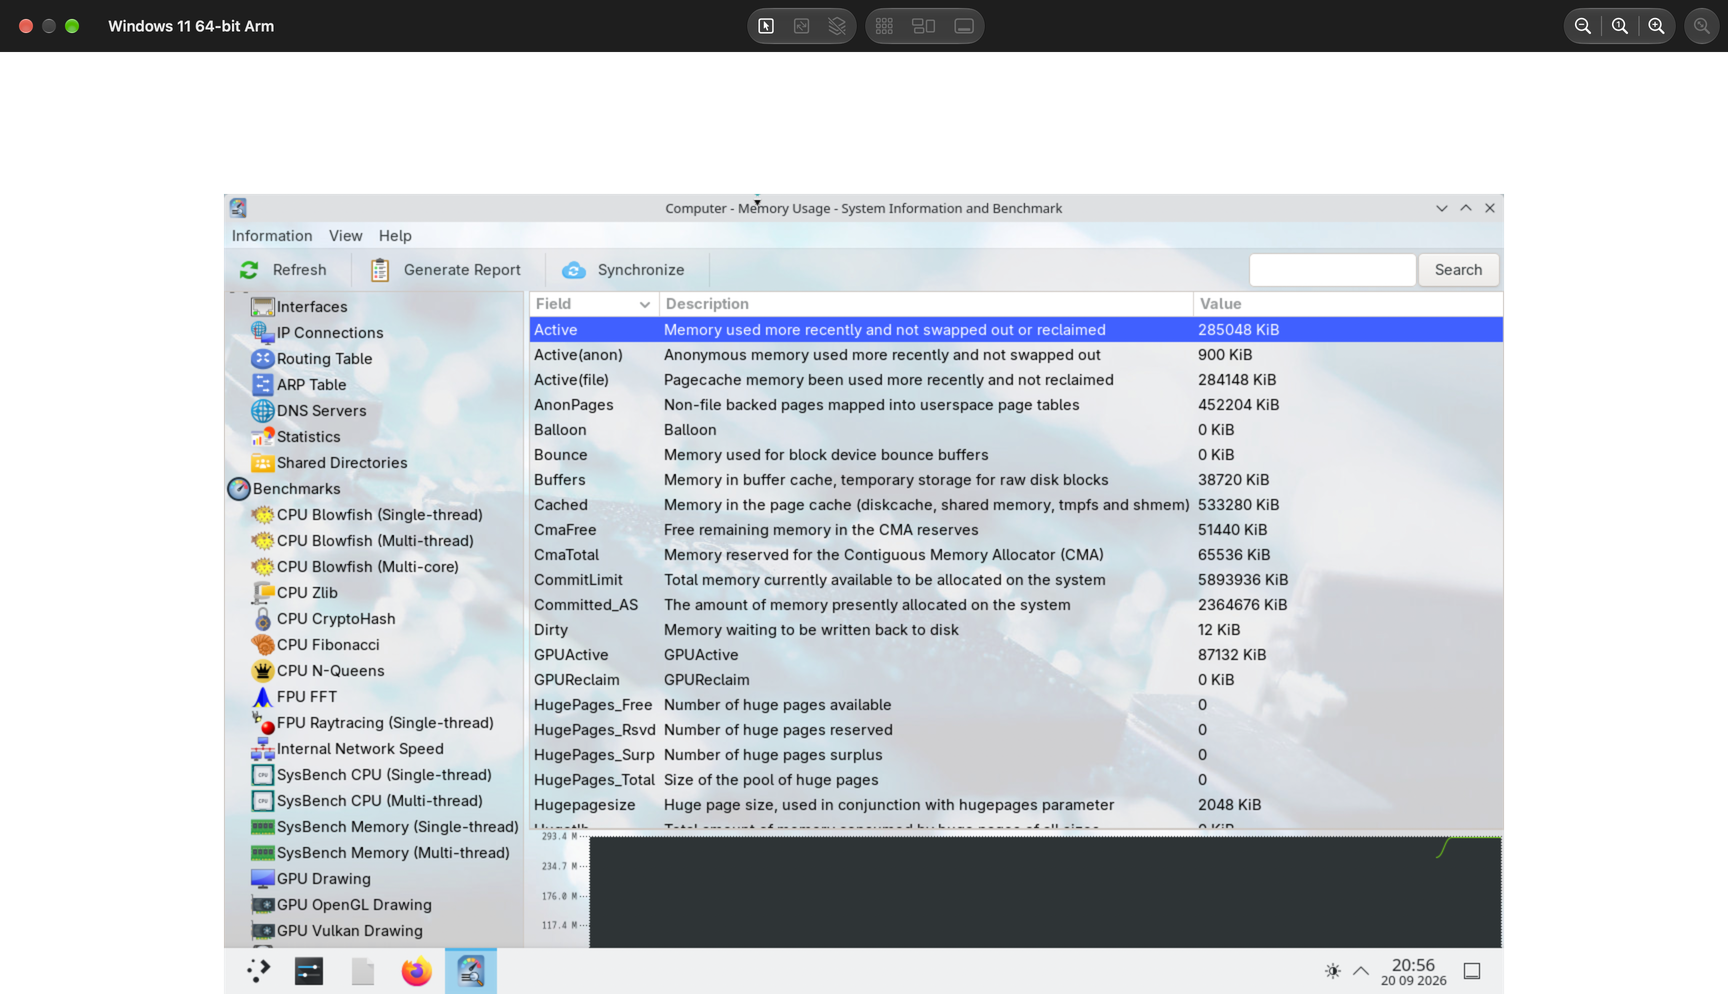 Windows 11 64-bit Arm
Computer - Memory Usage - System Information and Benchmark
Information View Help
Refresh Generate Report Synchronize Search
Interfaces
IP Connections
Routing Table
ARP Table
DNS Servers
Statistics
Shared Directories
Benchmarks
CPU Blowfish (Single-thread)
CPU Blowfish (Multi-thread)
CPU Blowfish (Multi-core)
CPU Zlib
CPU CryptoHash
CPU Fibonacci
CPU N-Queens
FPU FFT
FPU Raytracing (Single-thread)
Internal Network Speed
SysBench CPU (Single-thread)
SysBench CPU (Multi-thread)
SysBench Memory (Single-thread)
SysBench Memory (Multi-thread)
GPU Drawing
GPU OpenGL Drawing
GPU Vulkan Drawing
Field Description Value
Active Memory used more recently and not swapped out or reclaimed 285048 KiB
Active(anon) Anonymous memory used more recently and not swapped out 900 KiB
Active(file) Pagecache memory been used more recently and not reclaimed 284148 KiB
AnonPages Non-file backed pages mapped into userspace page tables 452204 KiB
Balloon Balloon 0 KiB
Bounce Memory used for block device bounce buffers 0 KiB
Buffers Memory in buffer cache, temporary storage for raw disk blocks 38720 KiB
Cached Memory in the page cache (diskcache, shared memory, tmpfs and shmem) 533280 KiB
CmaFree Free remaining memory in the CMA reserves 51440 KiB
CmaTotal Memory reserved for the Contiguous Memory Allocator (CMA) 65536 KiB
CommitLimit Total memory currently available to be allocated on the system 5893936 KiB
Committed_AS The amount of memory presently allocated on the system 2364676 KiB
Dirty Memory waiting to be written back to disk 12 KiB
GPUActive GPUActive 87132 KiB
GPUReclaim GPUReclaim 0 KiB
HugePages_Free Number of huge pages available 0
HugePages_Rsvd Number of huge pages reserved 0
HugePages_Surp Number of huge pages surplus 0
HugePages_Total Size of the pool of huge pages 0
Hugepagesize Huge page size, used in conjunction with hugepages parameter 2048 KiB
Hugetlb Total amount of memory consumed by huge pages of all sizes 0 KiB
293.4 M
234.7 M
176.0 M
117.4 M
20:56
20 09 2026